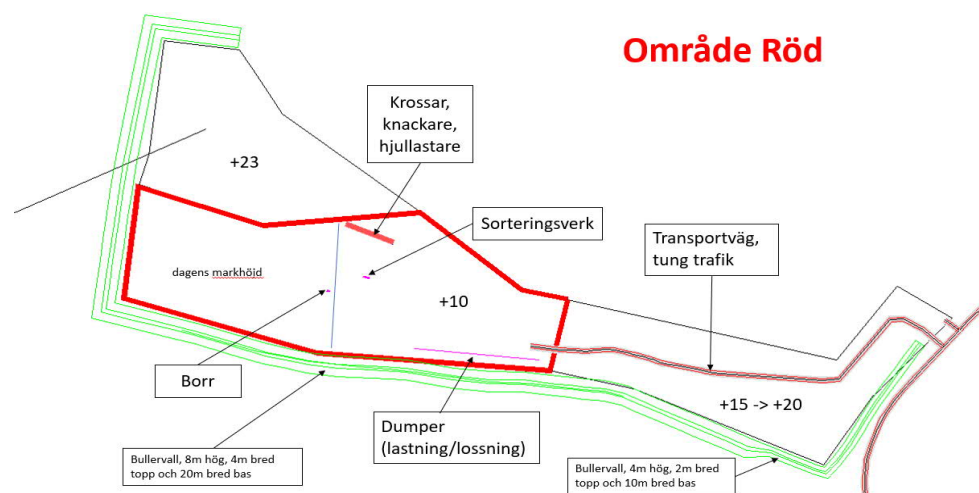 Område Röd
Krossar,
knackare,
hjullastare
+23
Sorteringsverk
Transportväg,
tung trafik
dagens markhöjd
+10
Borr
+15 -> +20
Dumper
(lastning/lossning)
Bullervall, 8m hög, 4m bred
topp och 20m bred bas
Bullervall, 4m hög, 2m bred
topp och 10m bred bas